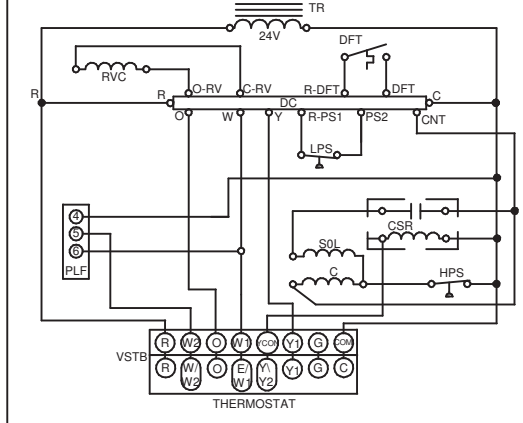 TR
24V
DFT
RVC
O-RV C-RV R-DFT DFT
R R DC C
O W Y R-PS1 PS2 CNT
LPS
4
5
6
PLF
CSR
S0L
C HPS
VSTB
R W2 O W1 YCON Y1 G COM
R W/W2 O E/W1 Y\Y2 Y1 G C
THERMOSTAT